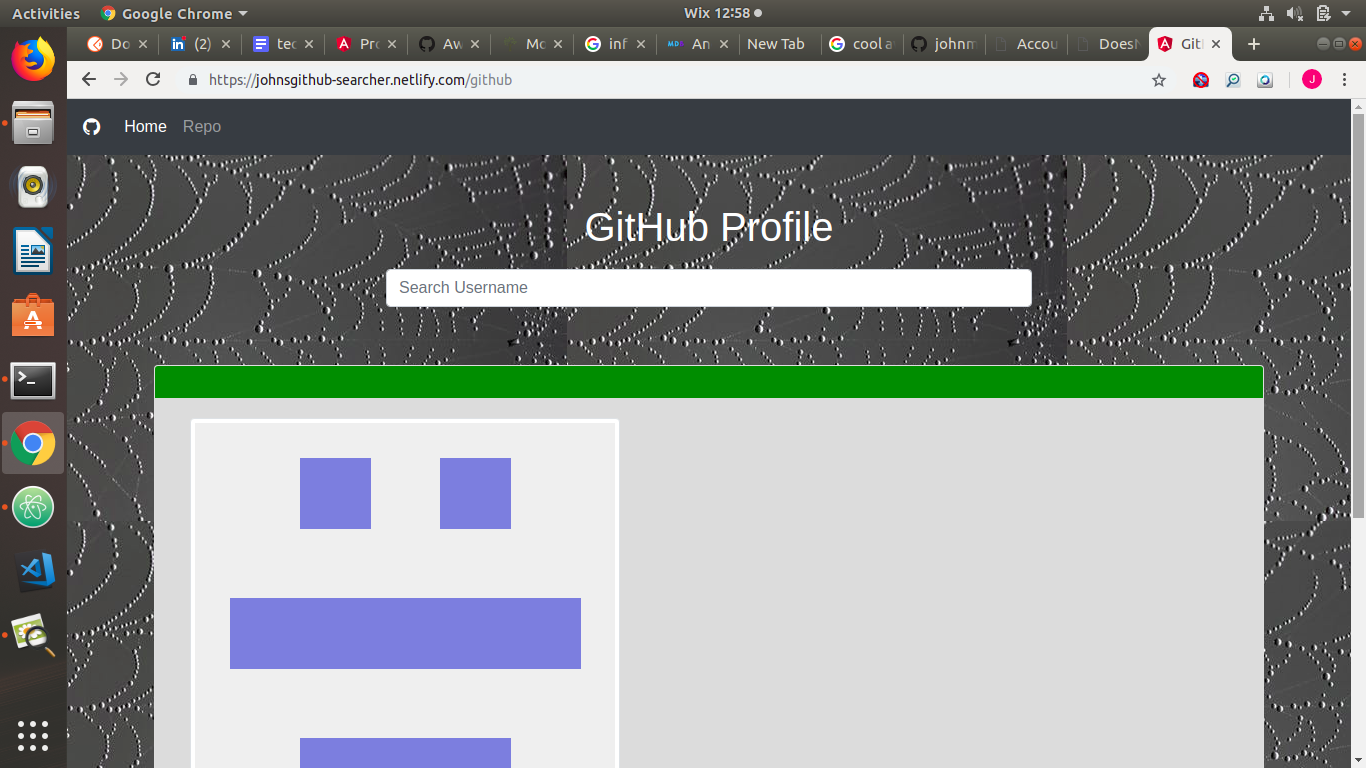 Activities Google Chrome Wix 12:58
Do (2) tec Pro Aw Mo inf An New Tab cool a johnm Accou DoesN Git
https://johnsgithub-searcher.netlify.com/github J
Home Repo
GitHub Profile
Search Username